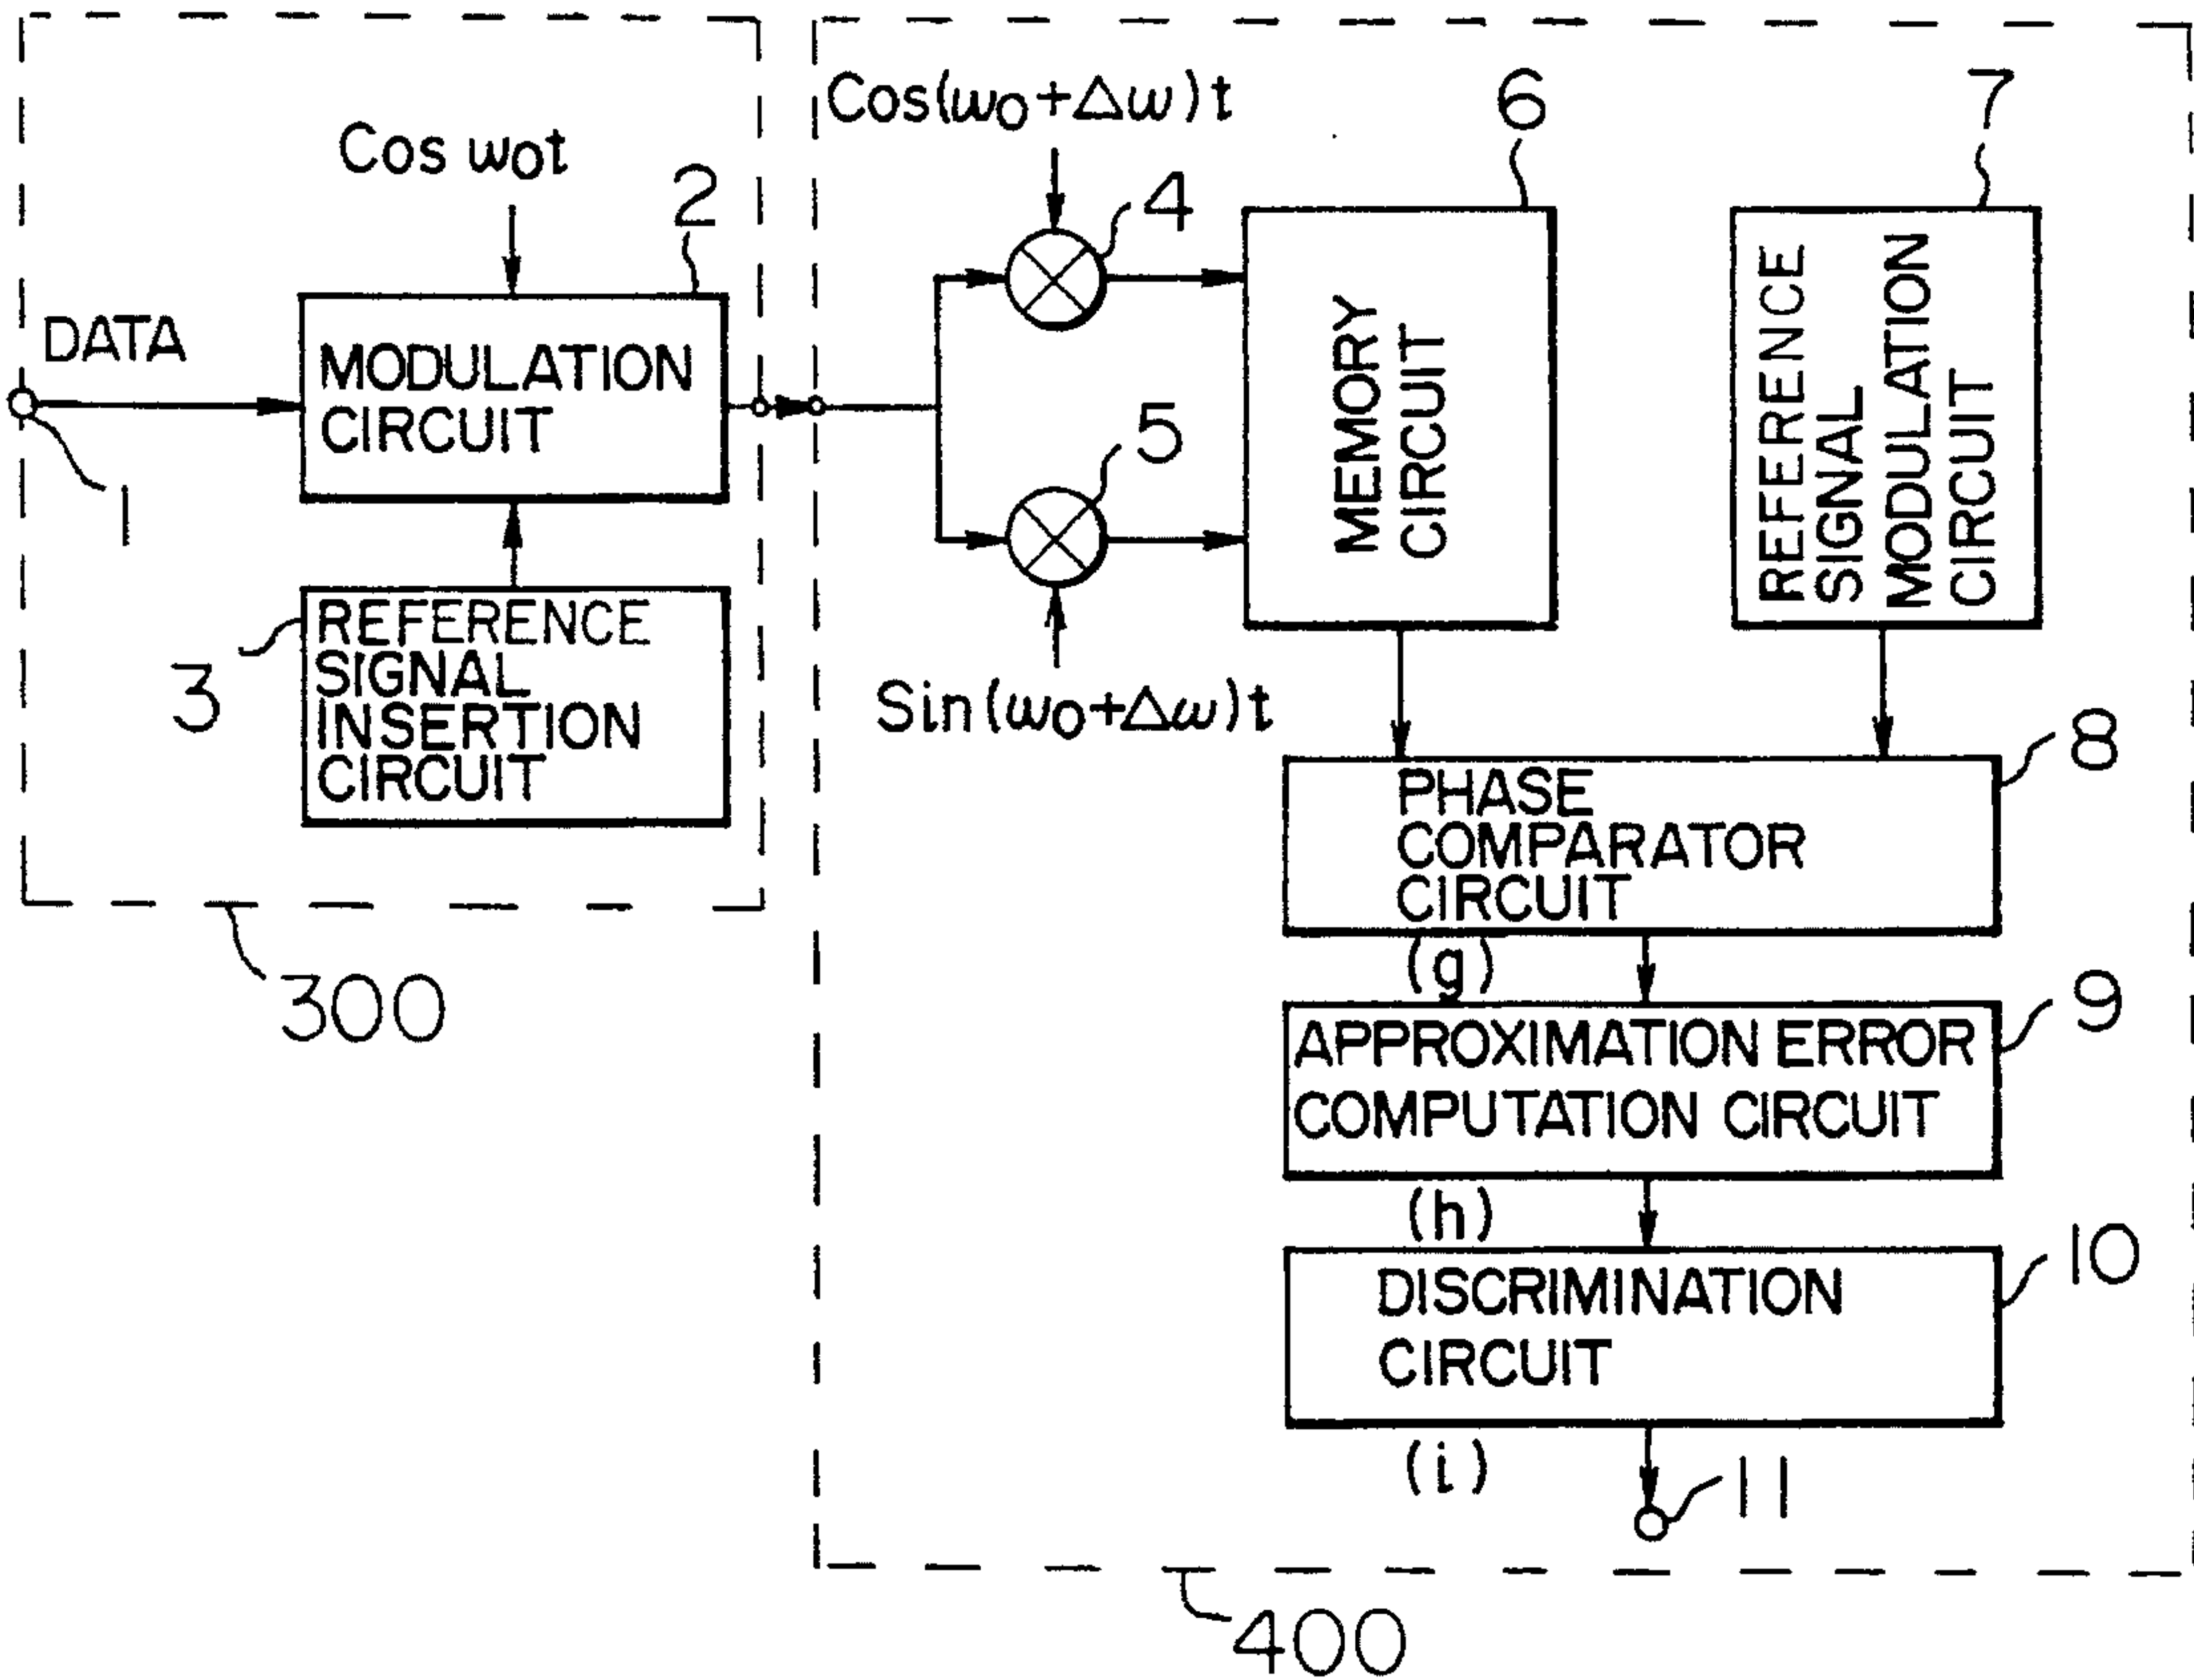 Cos ω0t
2
DATA
MODULATION
CIRCUIT
1
REFERENCE
SIGNAL
INSERTION
CIRCUIT
3
300
Cos(ω0+Δω)t
4
5
Sin(ω0+Δω)t
6
MEMORY
CIRCUIT
7
REFERENCE
SIGNAL
MODULATION
CIRCUIT
8
PHASE
COMPARATOR
CIRCUIT
(g)
9
APPROXIMATION ERROR
COMPUTATION CIRCUIT
(h)
10
DISCRIMINATION
CIRCUIT
(i)
11
400